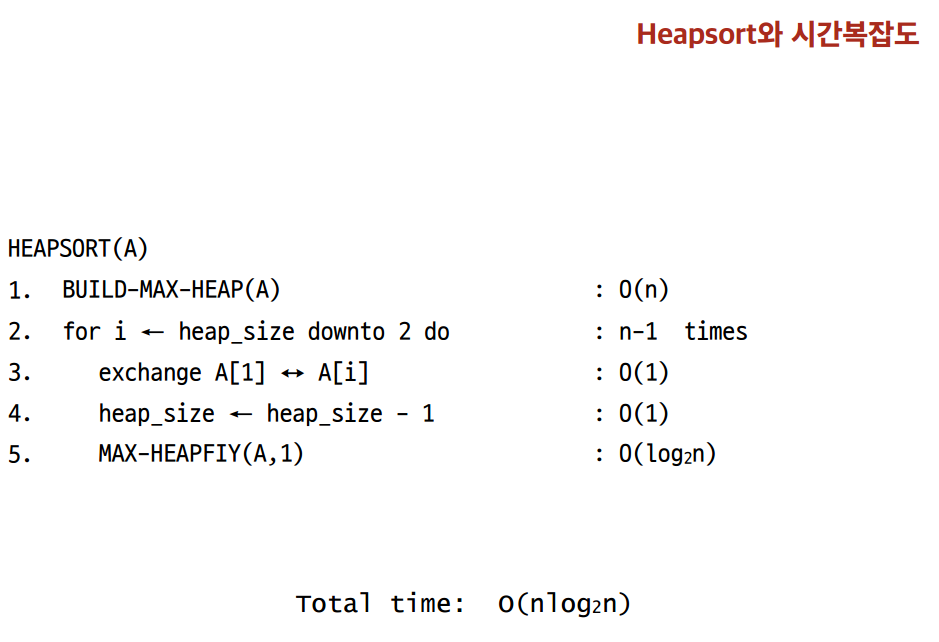 Heapsort와 시간복잡도
HEAPSORT(A)
1. BUILD-MAX-HEAP(A) : O(n)
2. for i ← heap_size downto 2 do : n-1 times
3. exchange A[1] ↔ A[i] : O(1)
4. heap_size ← heap_size - 1 : O(1)
5. MAX-HEAPFIY(A,1) : O(log₂n)
Total time: O(nlog₂n)